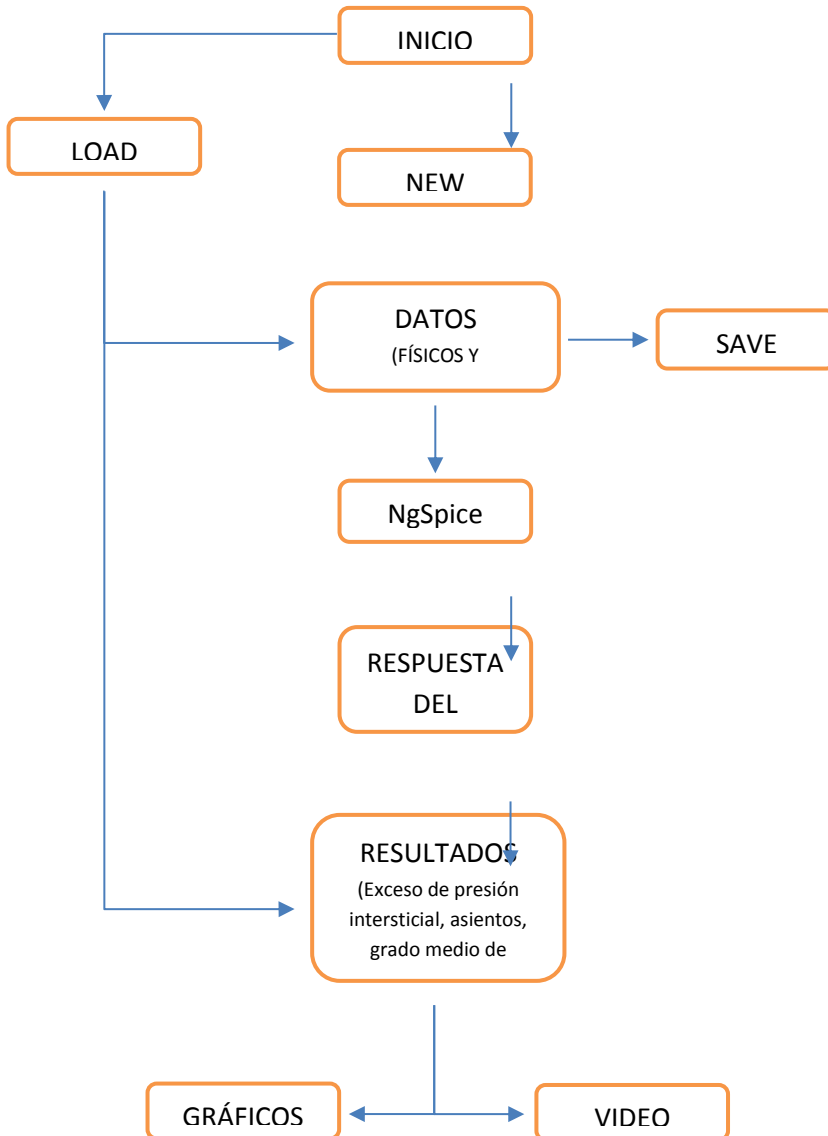 INICIO
LOAD
NEW
DATOS
(FÍSICOS Y
SAVE
NgSpice
RESPUESTA
DEL
RESULTADOS
(Exceso de presión
intersticial, asientos,
grado medio de
GRÁFICOS
VIDEO